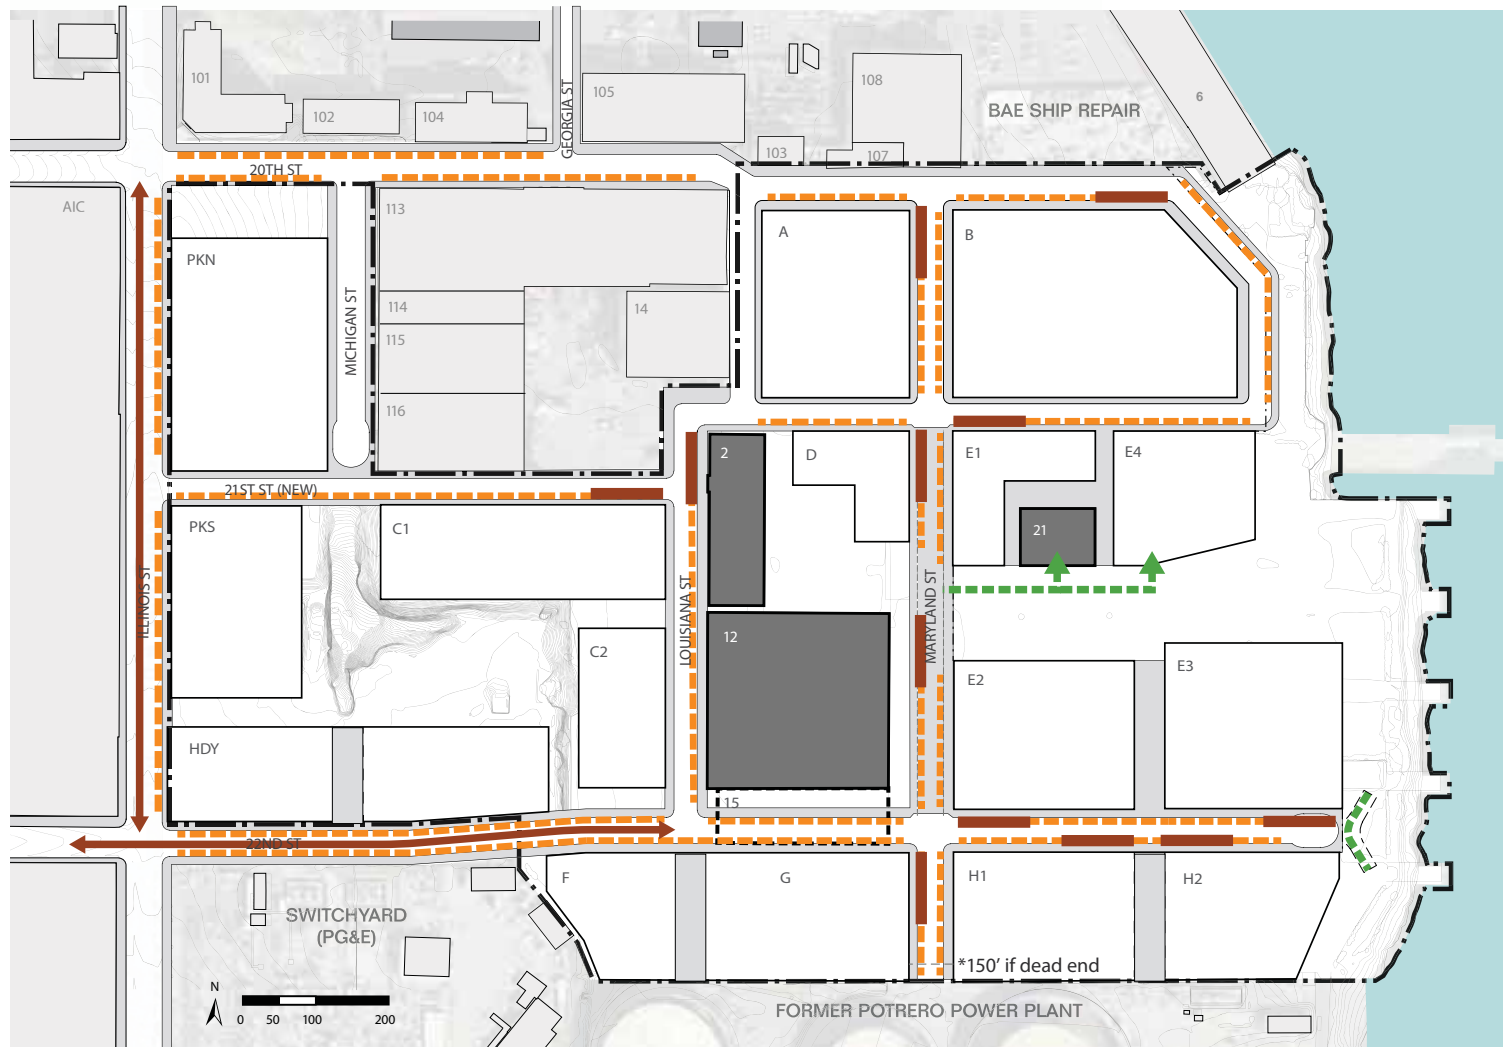 101
102
104
GEORGIA ST
105
108
BAE SHIP REPAIR
6
103
107
20TH ST
AIC
113
A
B
PKN
MICHIGAN ST
114
14
115
116
2
D
E1
E4
21ST ST (NEW)
PKS
C1
21
ILLINOIS ST
LOUISIANA ST
MARYLAND ST
12
C2
E2
E3
HDY
15
22ND ST
F
G
H1
H2
SWITCHYARD
(PG&E)
*150’ if dead end
N
0 50 100 200
FORMER POTRERO POWER PLANT